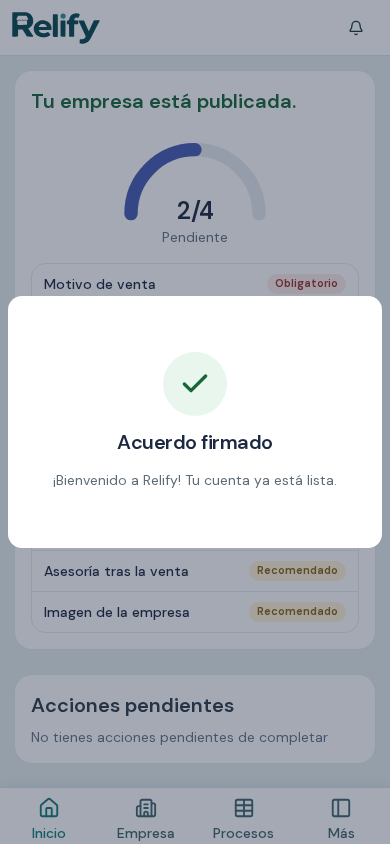 Relify
Tu empresa está publicada.
2/4
Pendiente
Motivo de venta
Obligatorio
Acuerdo firmado
¡Bienvenido a Relify! Tu cuenta ya está lista.
Asesoría tras la venta
Recomendado
Imagen de la empresa
Recomendado
Acciones pendientes
No tienes acciones pendientes de completar
Inicio
Empresa
Procesos
Más